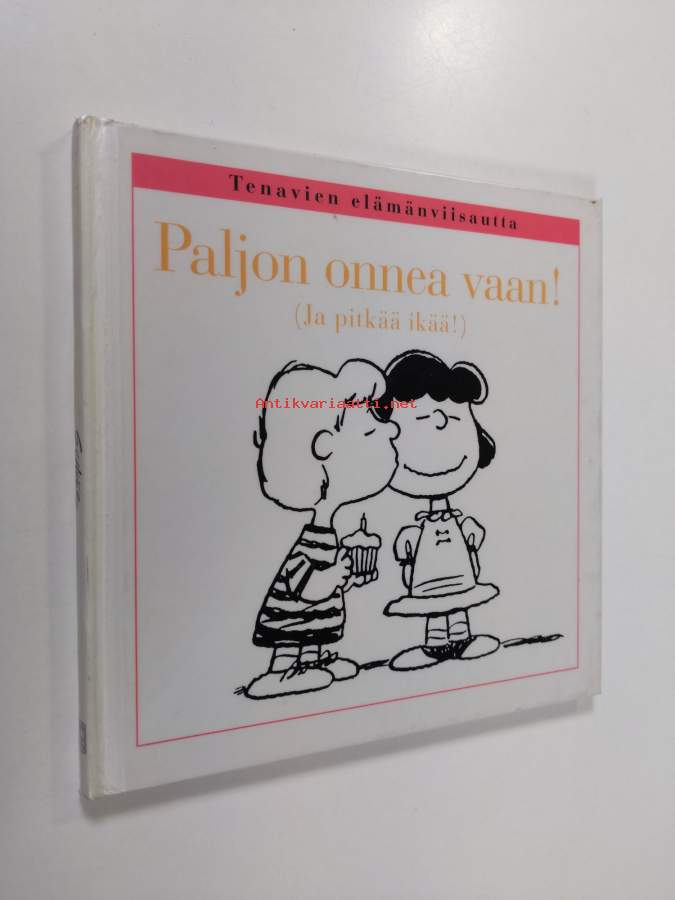 Tenavien elämänviisautta
Paljon onnea vaan!
(Ja pitkää ikää!)
Antikvariaatti.net